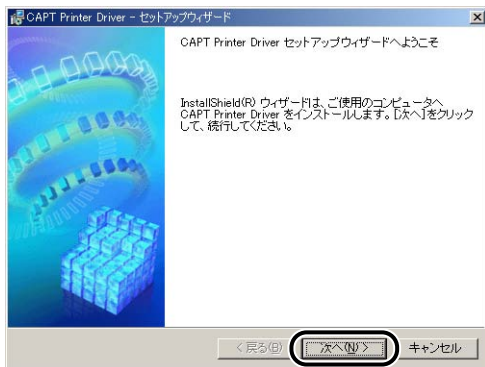 CAPT Printer Driver - セットアップウィザード
CAPT Printer Driver セットアップウィザードへようこそ
InstallShield(R) ウィザードは、ご使用のコンピュータへ
CAPT Printer Driver をインストールします。[次へ]をクリック
して、続行してください。
< 戻る(B) 次へ(N) > キャンセル